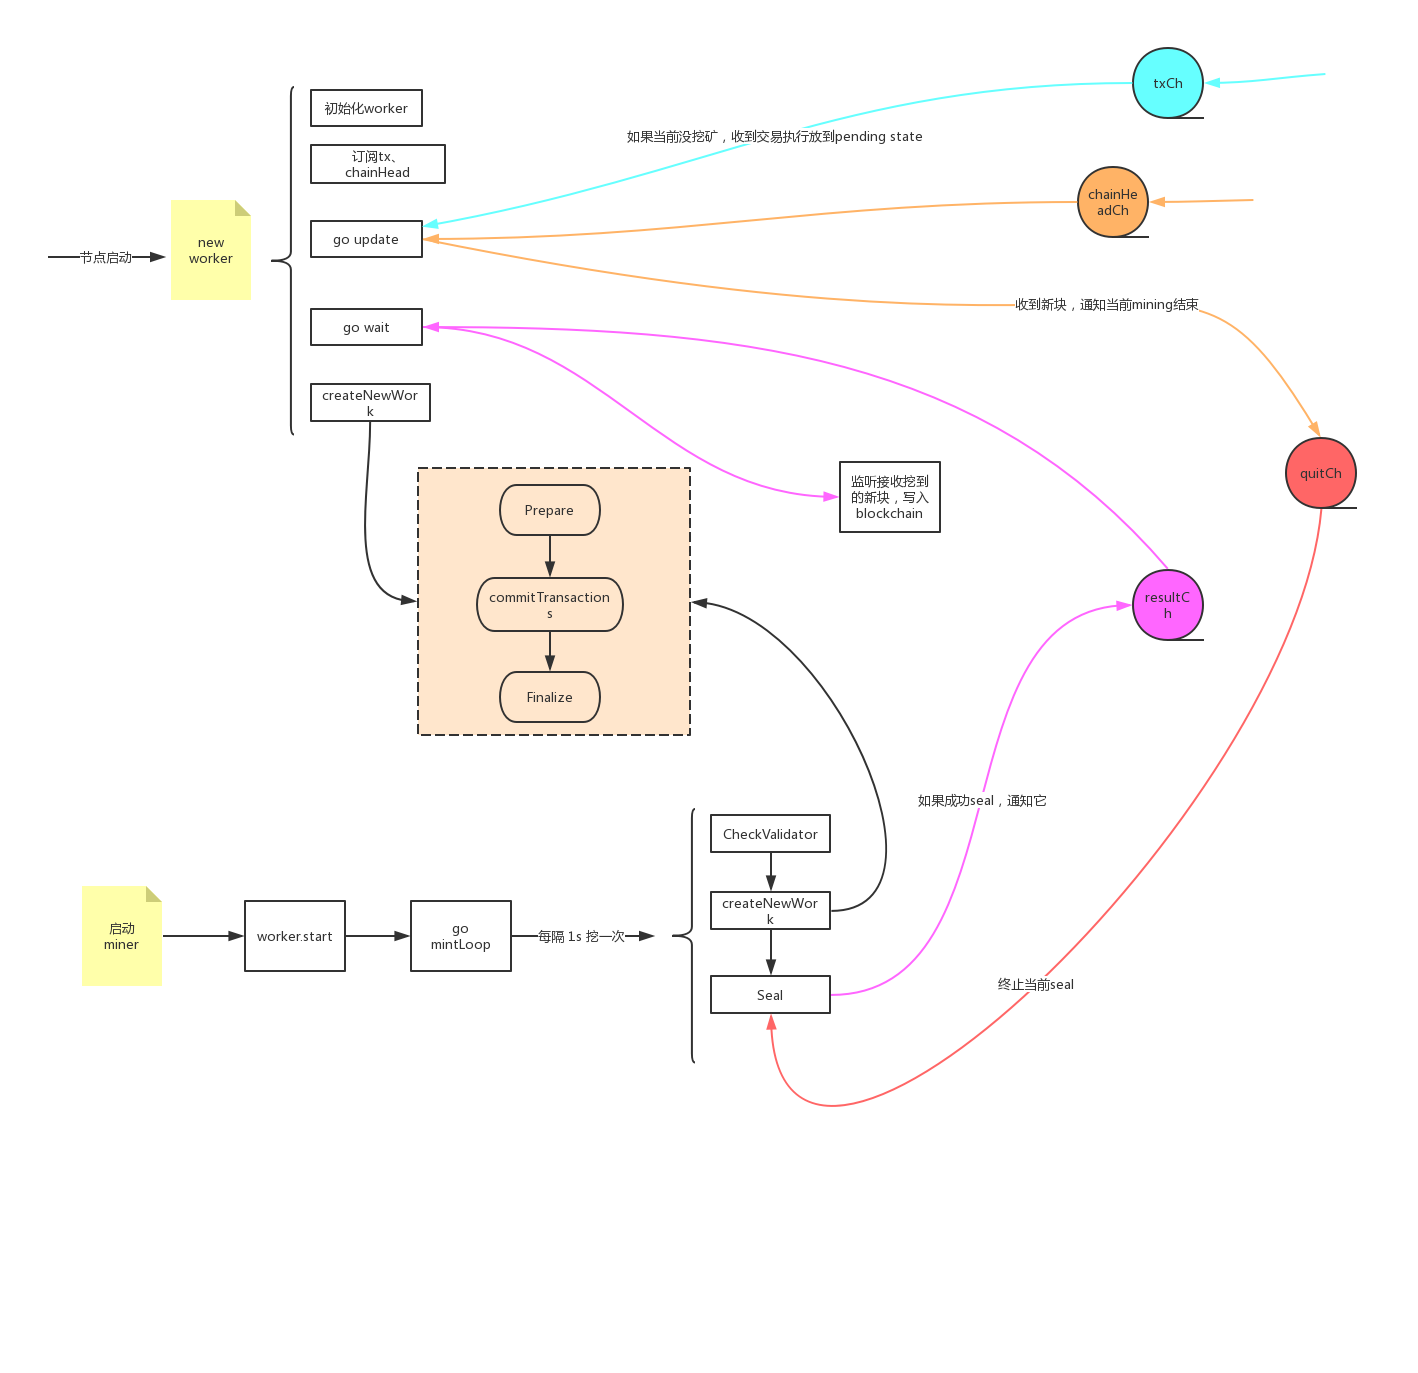 txCh
初始化worker
如果当前没挖矿，收到交易执行放到pending state
订阅tx、
chainHead
chainHe
adCh
new
worker
go update
节点启动
收到新块，通知当前mining结束
go wait
createNewWor
k
quitCh
监听接收挖到
的新块，写入
blockchain
Prepare
commitTransaction
s
resultC
h
Finalize
如果成功seal，通知它
CheckValidator
createNewWor
k
启动
miner
worker.start
go
mintLoop
每隔 1s 挖一次
终止当前seal
Seal